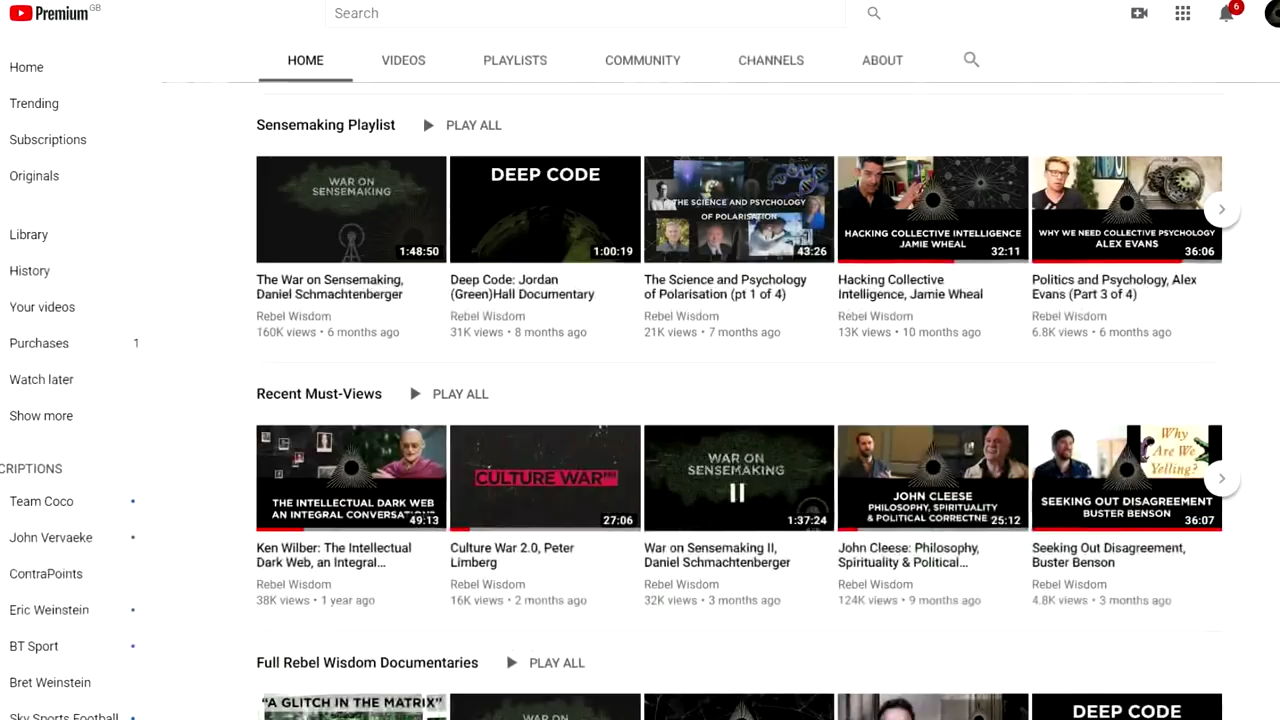 Premium GB
Search
6
Home
Trending
Subscriptions
Originals
Library
History
Your videos
Purchases 1
Watch later
Show more
CRIPTIONS
Team Coco
John Vervaeke
ContraPoints
Eric Weinstein
BT Sport
Bret Weinstein
Sky Sports Football
HOME VIDEOS PLAYLISTS COMMUNITY CHANNELS ABOUT
Sensemaking Playlist PLAY ALL
WAR ON
SENSEMAKING
1:48:50
The War on Sensemaking,
Daniel Schmachtenberger
Rebel Wisdom
160K views • 6 months ago
DEEP CODE
1:00:19
Deep Code: Jordan
(Green)Hall Documentary
Rebel Wisdom
31K views • 8 months ago
THE SCIENCE AND PSYCHOLOGY
OF POLARISATION
43:26
The Science and Psychology
of Polarisation (pt 1 of 4)
Rebel Wisdom
21K views • 7 months ago
HACKING COLLECTIVE INTELLIGENCE
JAMIE WHEAL
32:11
Hacking Collective
Intelligence, Jamie Wheal
Rebel Wisdom
13K views • 10 months ago
WHY WE NEED COLLECTIVE PSYCHOLOGY
ALEX EVANS
36:06
Politics and Psychology, Alex
Evans (Part 3 of 4)
Rebel Wisdom
6.8K views • 6 months ago
Recent Must-Views PLAY ALL
THE INTELLECTUAL DARK WEB
AN INTEGRAL CONVERSATION
49:13
Ken Wilber: The Intellectual
Dark Web, an Integral...
Rebel Wisdom
38K views • 1 year ago
CULTURE WAR
27:06
Culture War 2.0, Peter
Limberg
Rebel Wisdom
16K views • 2 months ago
WAR ON
SENSEMAKING
II
1:37:24
War on Sensemaking II,
Daniel Schmachtenberger
Rebel Wisdom
32K views • 3 months ago
JOHN CLEESE
PHILOSOPHY, SPIRITUALITY
& POLITICAL CORRECTNE
25:12
John Cleese: Philosophy,
Spirituality & Political...
Rebel Wisdom
124K views • 9 months ago
Why
Are We
Yelling?
SEEKING OUT DISAGREEMENT
BUSTER BENSON
36:07
Seeking Out Disagreement,
Buster Benson
Rebel Wisdom
4.8K views • 3 months ago
Full Rebel Wisdom Documentaries PLAY ALL
"A GLITCH IN THE MATRIX"
WAR ON
DEEP CODE